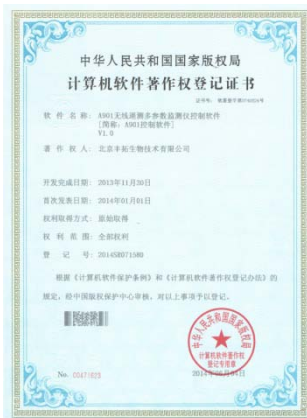 中华人民共和国国家版权局
计算机软件著作权登记证书
软 件 名 称：A901无线遥测多参数监测仪控制软件
[简称：A901控制软件]
V1.0
著 作 权 人：北京丰拓生物技术有限公司
开发完成日期：2013年11月30日
首次发表日期：2014年01月01日
权利取得方式：原始取得
权 利 范 围：全部权利
登 记 号：2014SR071580
根据《计算机软件保护条例》和《计算机软件著作权登记办法》的
规定，经中国版权保护中心审核，对以上事项予以登记。
中华人民共和国国家版权局
计算机软件著作权
登记专用章
No. 00471823